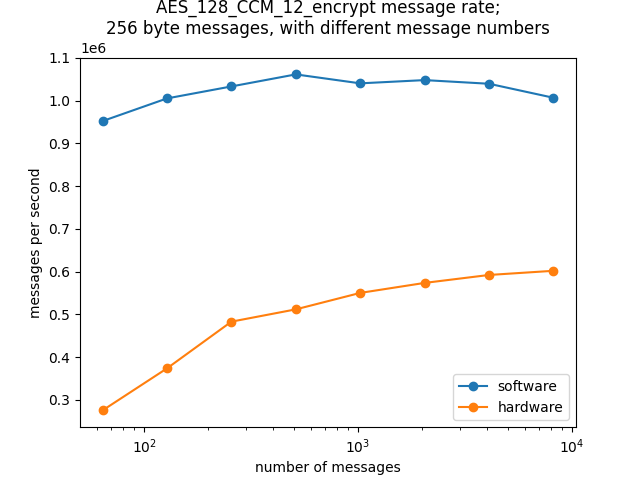 AES_128_CCM_12_encrypt message rate;
256 byte messages, with different message numbers
1e6
1.1
1.0
0.9
0.8
0.7
0.6
0.5
0.4
0.3
messages per second
software
hardware
10²
10³
10⁴
number of messages